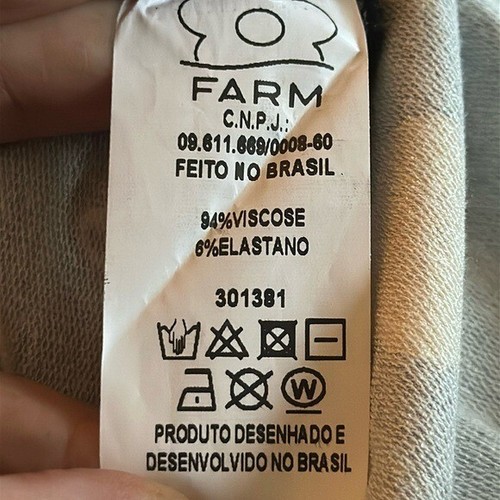 FARM
C.N.P.J.:
09.611.669/0008-60
FEITO NO BRASIL
94%VISCOSE
6%ELASTANO
301381
W
PRODUTO DESENHADO E
DESENVOLVIDO NO BRASIL